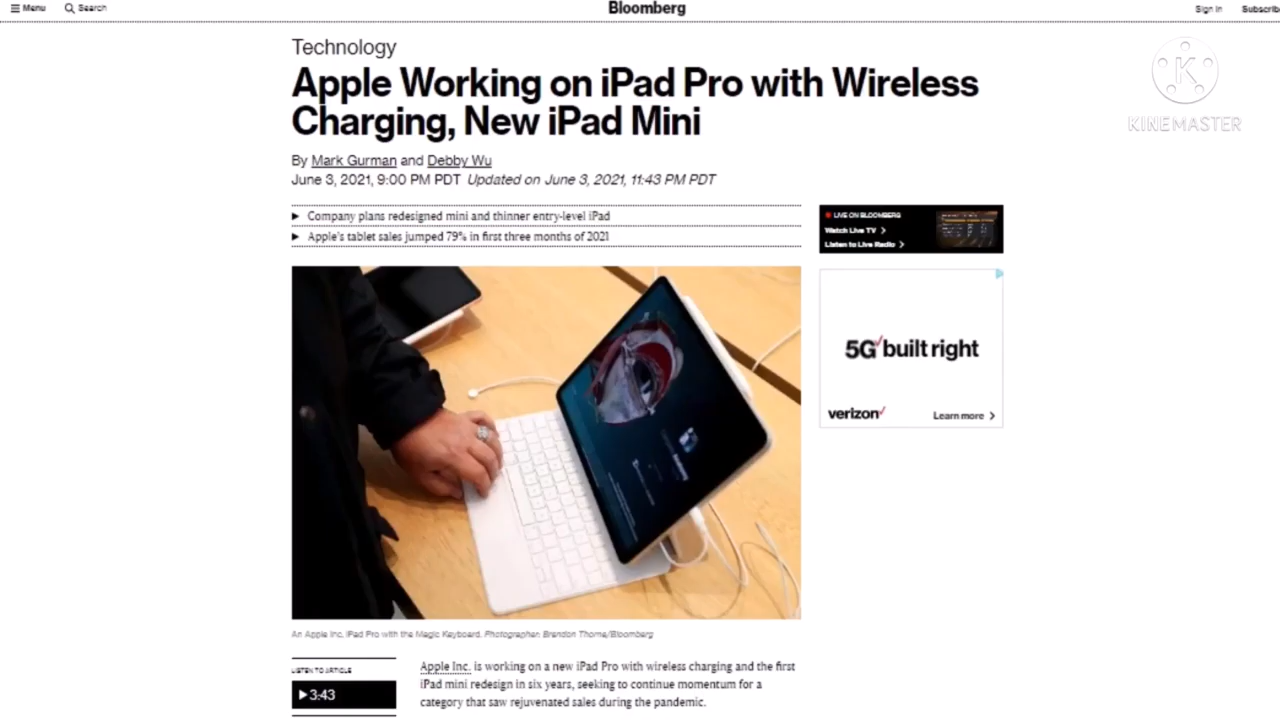 Menu
Search
Bloomberg
Sign In
Subscrib
Technology
Apple Working on iPad Pro with Wireless
Charging, New iPad Mini
By Mark Gurman and Debby Wu
June 3, 2021, 9:00 PM PDT Updated on June 3, 2021, 11:43 PM PDT
K
KINEMASTER
Company plans redesigned mini and thinner entry-level iPad
Apple's tablet sales jumped 79% in first three months of 2021
LIVE ON BLOOMBERG
Watch Live TV
Listen to Live Radio
5G built right
verizon
Learn more
An Apple Inc. iPad Pro with the Magic Keyboard. Photographer: Brendon Thorne/Bloomberg
LISTEN TO ARTICLE
3:43
Apple Inc. is working on a new iPad Pro with wireless charging and the first
iPad mini redesign in six years, seeking to continue momentum for a
category that saw rejuvenated sales during the pandemic.